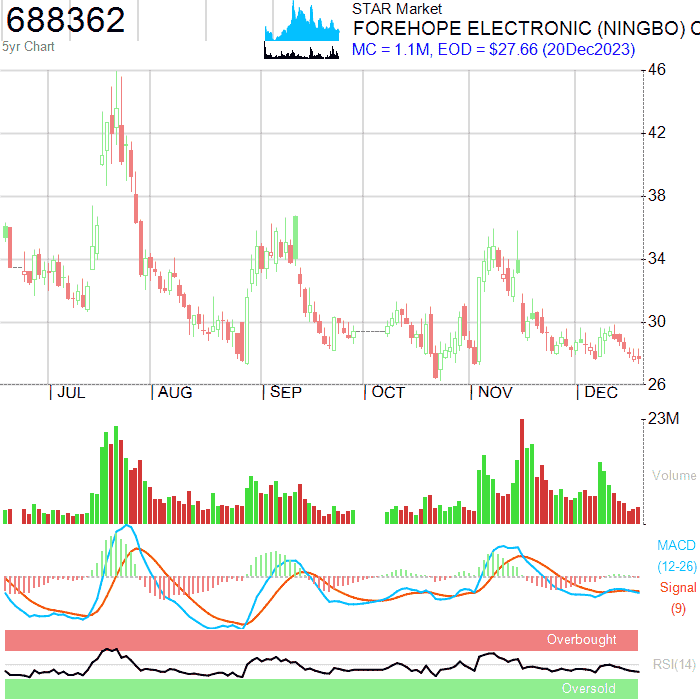 688362
5yr Chart
STAR Market
FOREHOPE ELECTRONIC (NINGBO) C
MC = 1.1M, EOD = $27.66 (20Dec2023)
46
42
38
34
30
26
JUL AUG SEP OCT NOV DEC
23M
Volume
MACD
(12-26)
Signal
(9)
Overbought
RSI(14)
Oversold